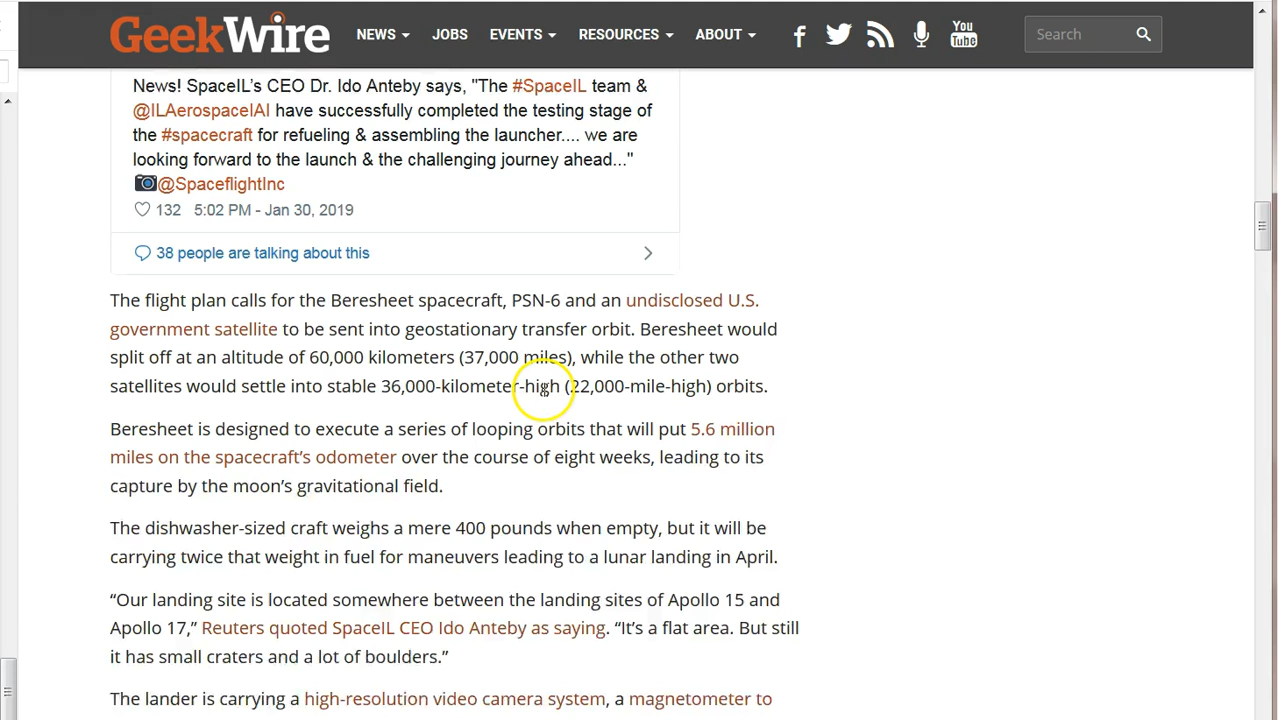 GeekWire NEWS JOBS EVENTS RESOURCES ABOUT You Tube Search
News! SpaceIL’s CEO Dr. Ido Anteby says, "The #SpaceIL team &
@ILAerospaceIAI have successfully completed the testing stage of
the #spacecraft for refueling & assembling the launcher.... we are
looking forward to the launch & the challenging journey ahead..."
@SpaceflightInc
132 5:02 PM - Jan 30, 2019
38 people are talking about this
The flight plan calls for the Beresheet spacecraft, PSN-6 and an undisclosed U.S.
government satellite to be sent into geostationary transfer orbit. Beresheet would
split off at an altitude of 60,000 kilometers (37,000 miles), while the other two
satellites would settle into stable 36,000-kilometer-high (22,000-mile-high) orbits.
Beresheet is designed to execute a series of looping orbits that will put 5.6 million
miles on the spacecraft’s odometer over the course of eight weeks, leading to its
capture by the moon’s gravitational field.
The dishwasher-sized craft weighs a mere 400 pounds when empty, but it will be
carrying twice that weight in fuel for maneuvers leading to a lunar landing in April.
“Our landing site is located somewhere between the landing sites of Apollo 15 and
Apollo 17,” Reuters quoted SpaceIL CEO Ido Anteby as saying. “It’s a flat area. But still
it has small craters and a lot of boulders.”
The lander is carrying a high-resolution video camera system, a magnetometer to